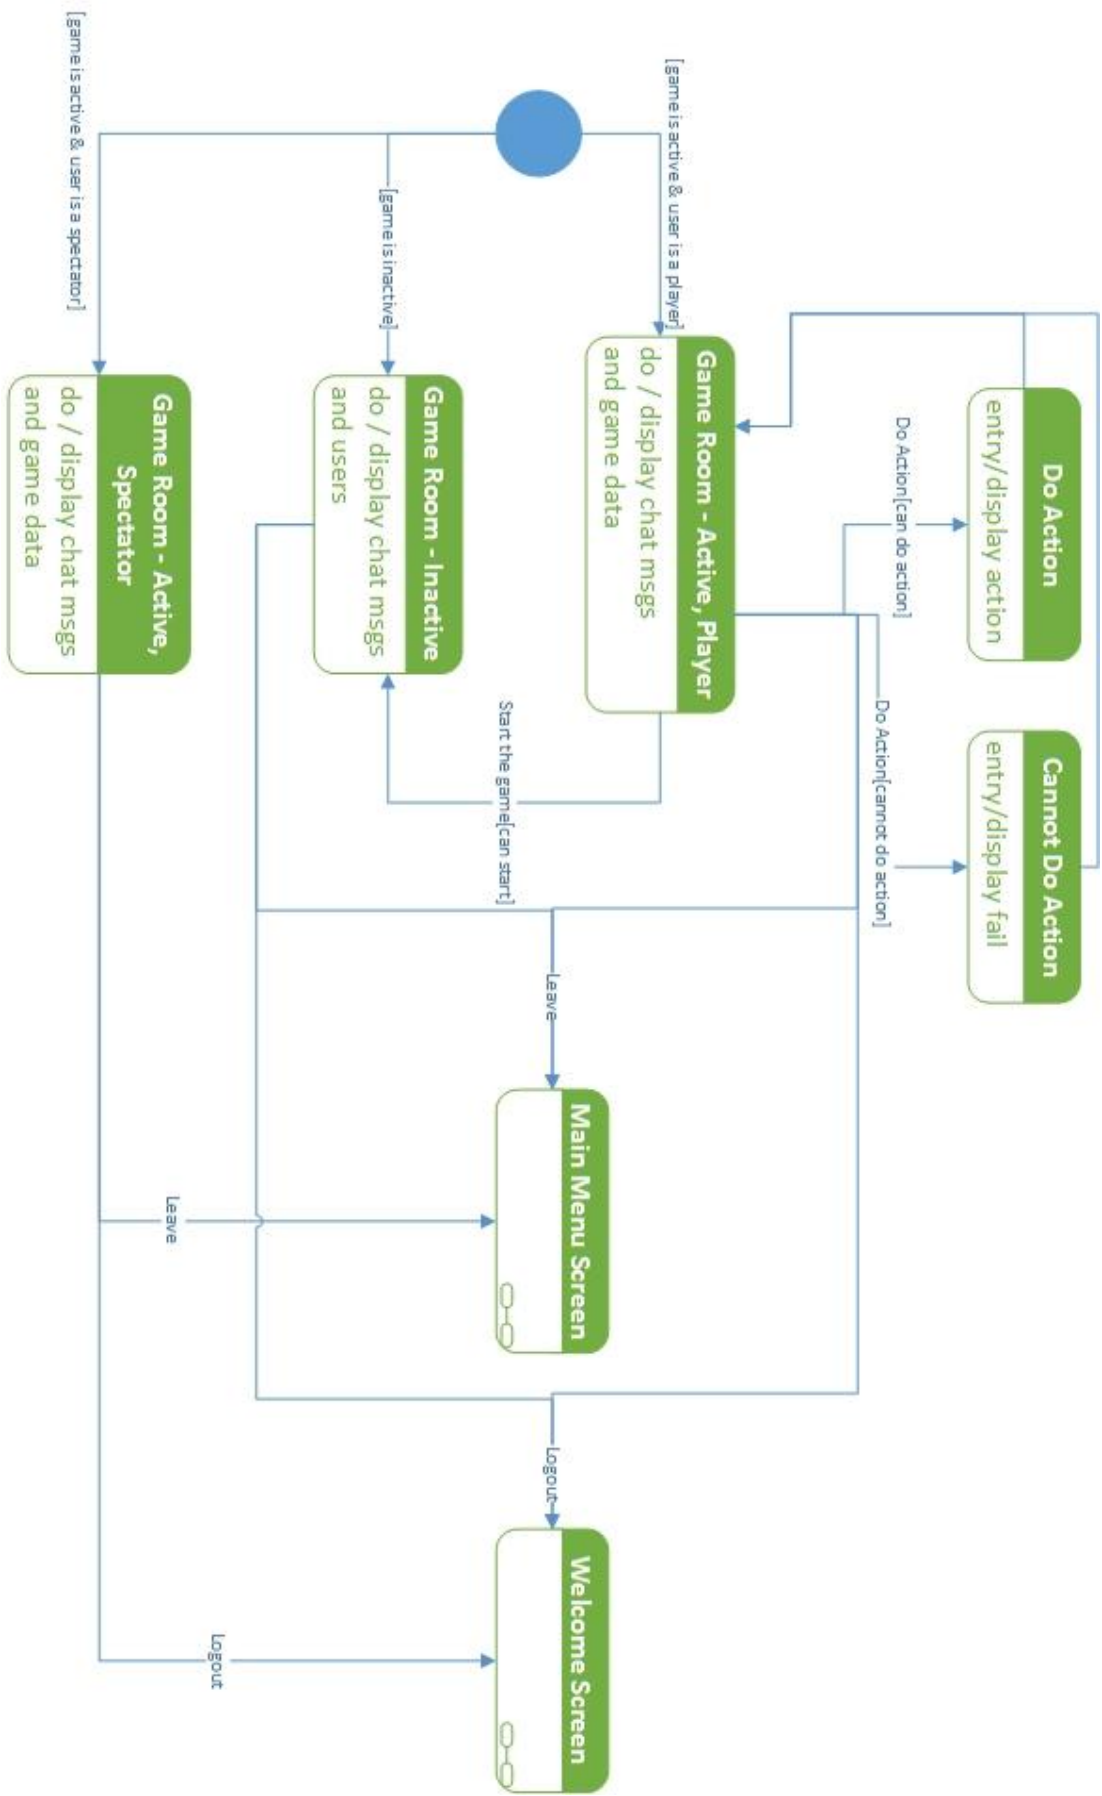 Do Action
entry/display action
Cannot Do Action
entry/display fail
Do Action[can do action]
Do Action[cannot do action]
[game is active & user is a player]
Game Room - Active, Player
do / display chat msgs
and game data
Start the game[can start]
[game is inactive]
Game Room - Inactive
do / display chat msgs
and users
Leave
Main Menu Screen
Logout
Welcome Screen
[game is active & user is a spectator]
Game Room - Active,
Spectator
do / display chat msgs
and game data
Leave
Logout